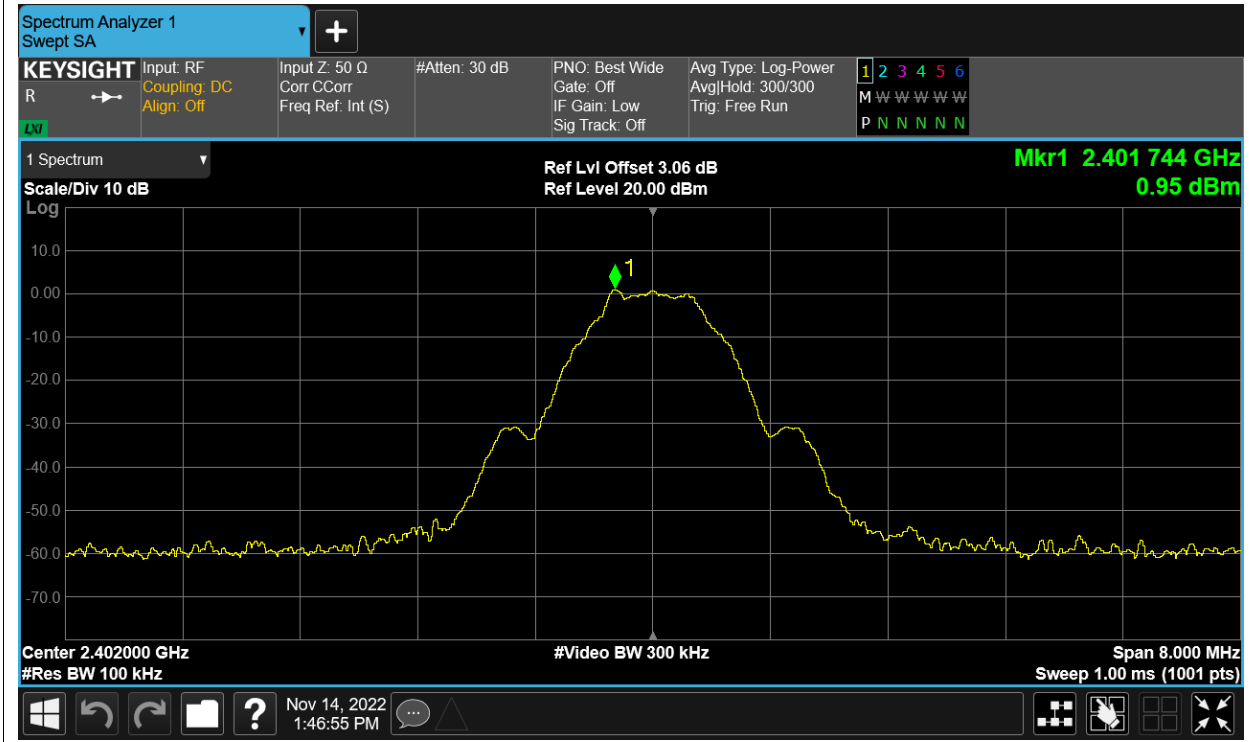 Spectrum Analyzer 1
Swept SA
+
KEYSIGHT
R
LXI
Input: RF
Coupling: DC
Align: Off
Input Z: 50 Ω
Corr CCorr
Freq Ref: Int (S)
#Atten: 30 dB
PNO: Best Wide
Gate: Off
IF Gain: Low
Sig Track: Off
Avg Type: Log-Power
Avg|Hold: 300/300
Trig: Free Run
1 2 3 4 5 6
M W W W W W
P N N N N N
1 Spectrum
Scale/Div 10 dB
Log
Ref Lvl Offset 3.06 dB
Ref Level 20.00 dBm
Mkr1 2.401 744 GHz
0.95 dBm
1
10.0
0.00
-10.0
-20.0
-30.0
-40.0
-50.0
-60.0
-70.0
Center 2.402000 GHz
#Video BW 300 kHz
Span 8.000 MHz
#Res BW 100 kHz
Sweep 1.00 ms (1001 pts)
?
Nov 14, 2022
1:46:55 PM